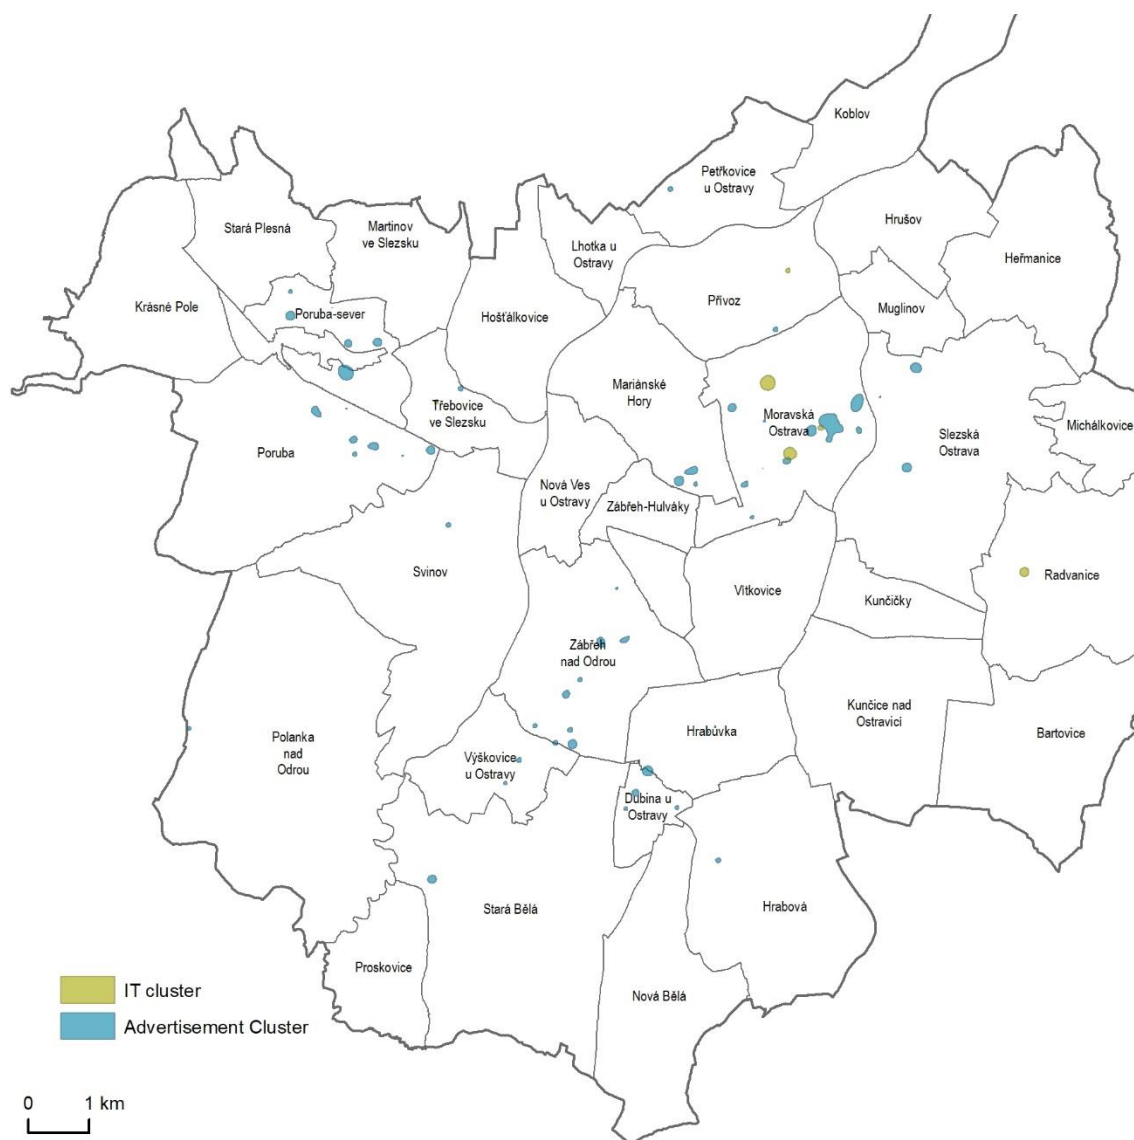 Koblov
Petřkovice
u Ostravy
Hrušov
Stará Plesná
Martinov
ve Slezsku
Lhotka u
Ostravy
Heřmanice
Krásné Pole
Poruba-sever
Hošťálkovice
Přívoz
Muglinov
Mariánské
Hory
Třebovice
ve Slezsku
Moravská
Ostrava
Michálkovice
Slezská
Ostrava
Poruba
Nová Ves
u Ostravy
Zábřeh-Hulváky
Svinov
Vítkovice
Kunčičky
Radvanice
Zábřeh
nad Odrou
Kunčice nad
Ostravicí
Hrabůvka
Bartovice
Polanka
nad
Odrou
Výškovice
u Ostravy
Dubina u
Ostravy
Stará Bělá
Hrabová
Proskovice
Nová Bělá
IT cluster
Advertisement Cluster
0 1 km